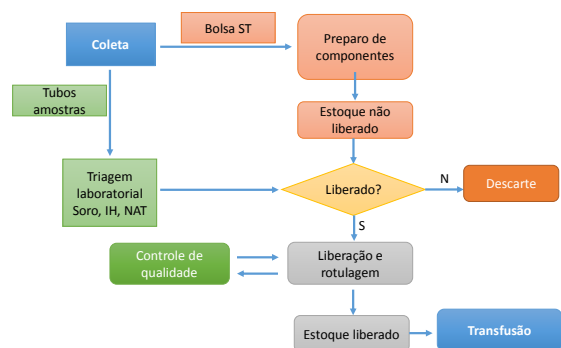 Coleta
Bolsa ST
Preparo de
componentes
Tubos
amostras
Estoque não
liberado
Triagem
laboratorial
Soro, IH, NAT
Liberado?
N
Descarte
S
Controle de
qualidade
Liberação e
rotulagem
Estoque liberado
Transfusão